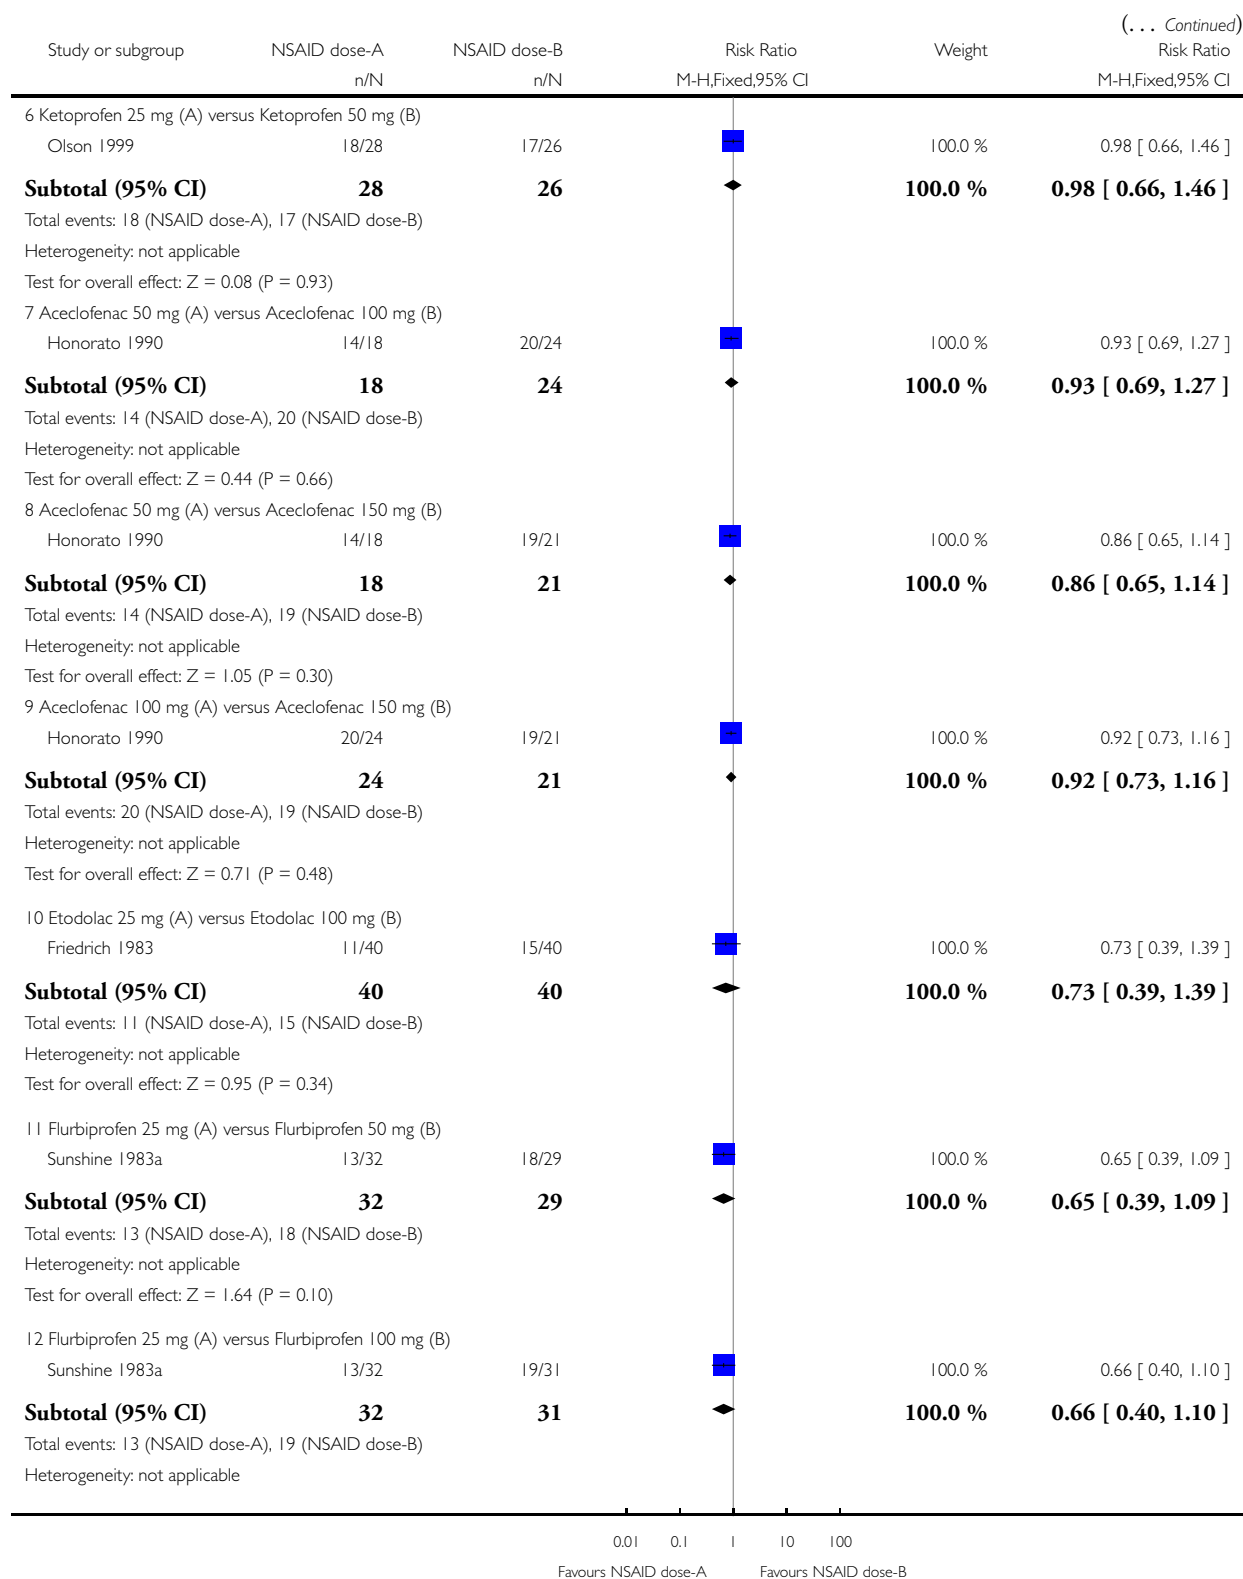 (... Continued)
Study or subgroup NSAID dose-A NSAID dose-B Risk Ratio Weight Risk Ratio
n/N n/N M-H,Fixed,95% CI M-H,Fixed,95% CI
6 Ketoprofen 25 mg (A) versus Ketoprofen 50 mg (B)
Olson 1999 18/28 17/26 100.0 % 0.98 [ 0.66, 1.46 ]
Subtotal (95% CI) 28 26 100.0 % 0.98 [ 0.66, 1.46 ]
Total events: 18 (NSAID dose-A), 17 (NSAID dose-B)
Heterogeneity: not applicable
Test for overall effect: Z = 0.08 (P = 0.93)
7 Aceclofenac 50 mg (A) versus Aceclofenac 100 mg (B)
Honorato 1990 14/18 20/24 100.0 % 0.93 [ 0.69, 1.27 ]
Subtotal (95% CI) 18 24 100.0 % 0.93 [ 0.69, 1.27 ]
Total events: 14 (NSAID dose-A), 20 (NSAID dose-B)
Heterogeneity: not applicable
Test for overall effect: Z = 0.44 (P = 0.66)
8 Aceclofenac 50 mg (A) versus Aceclofenac 150 mg (B)
Honorato 1990 14/18 19/21 100.0 % 0.86 [ 0.65, 1.14 ]
Subtotal (95% CI) 18 21 100.0 % 0.86 [ 0.65, 1.14 ]
Total events: 14 (NSAID dose-A), 19 (NSAID dose-B)
Heterogeneity: not applicable
Test for overall effect: Z = 1.05 (P = 0.30)
9 Aceclofenac 100 mg (A) versus Aceclofenac 150 mg (B)
Honorato 1990 20/24 19/21 100.0 % 0.92 [ 0.73, 1.16 ]
Subtotal (95% CI) 24 21 100.0 % 0.92 [ 0.73, 1.16 ]
Total events: 20 (NSAID dose-A), 19 (NSAID dose-B)
Heterogeneity: not applicable
Test for overall effect: Z = 0.71 (P = 0.48)
10 Etodolac 25 mg (A) versus Etodolac 100 mg (B)
Friedrich 1983 11/40 15/40 100.0 % 0.73 [ 0.39, 1.39 ]
Subtotal (95% CI) 40 40 100.0 % 0.73 [ 0.39, 1.39 ]
Total events: 11 (NSAID dose-A), 15 (NSAID dose-B)
Heterogeneity: not applicable
Test for overall effect: Z = 0.95 (P = 0.34)
11 Flurbiprofen 25 mg (A) versus Flurbiprofen 50 mg (B)
Sunshine 1983a 13/32 18/29 100.0 % 0.65 [ 0.39, 1.09 ]
Subtotal (95% CI) 32 29 100.0 % 0.65 [ 0.39, 1.09 ]
Total events: 13 (NSAID dose-A), 18 (NSAID dose-B)
Heterogeneity: not applicable
Test for overall effect: Z = 1.64 (P = 0.10)
12 Flurbiprofen 25 mg (A) versus Flurbiprofen 100 mg (B)
Sunshine 1983a 13/32 19/31 100.0 % 0.66 [ 0.40, 1.10 ]
Subtotal (95% CI) 32 31 100.0 % 0.66 [ 0.40, 1.10 ]
Total events: 13 (NSAID dose-A), 19 (NSAID dose-B)
Heterogeneity: not applicable
0.01 0.1 1 10 100
Favours NSAID dose-A Favours NSAID dose-B